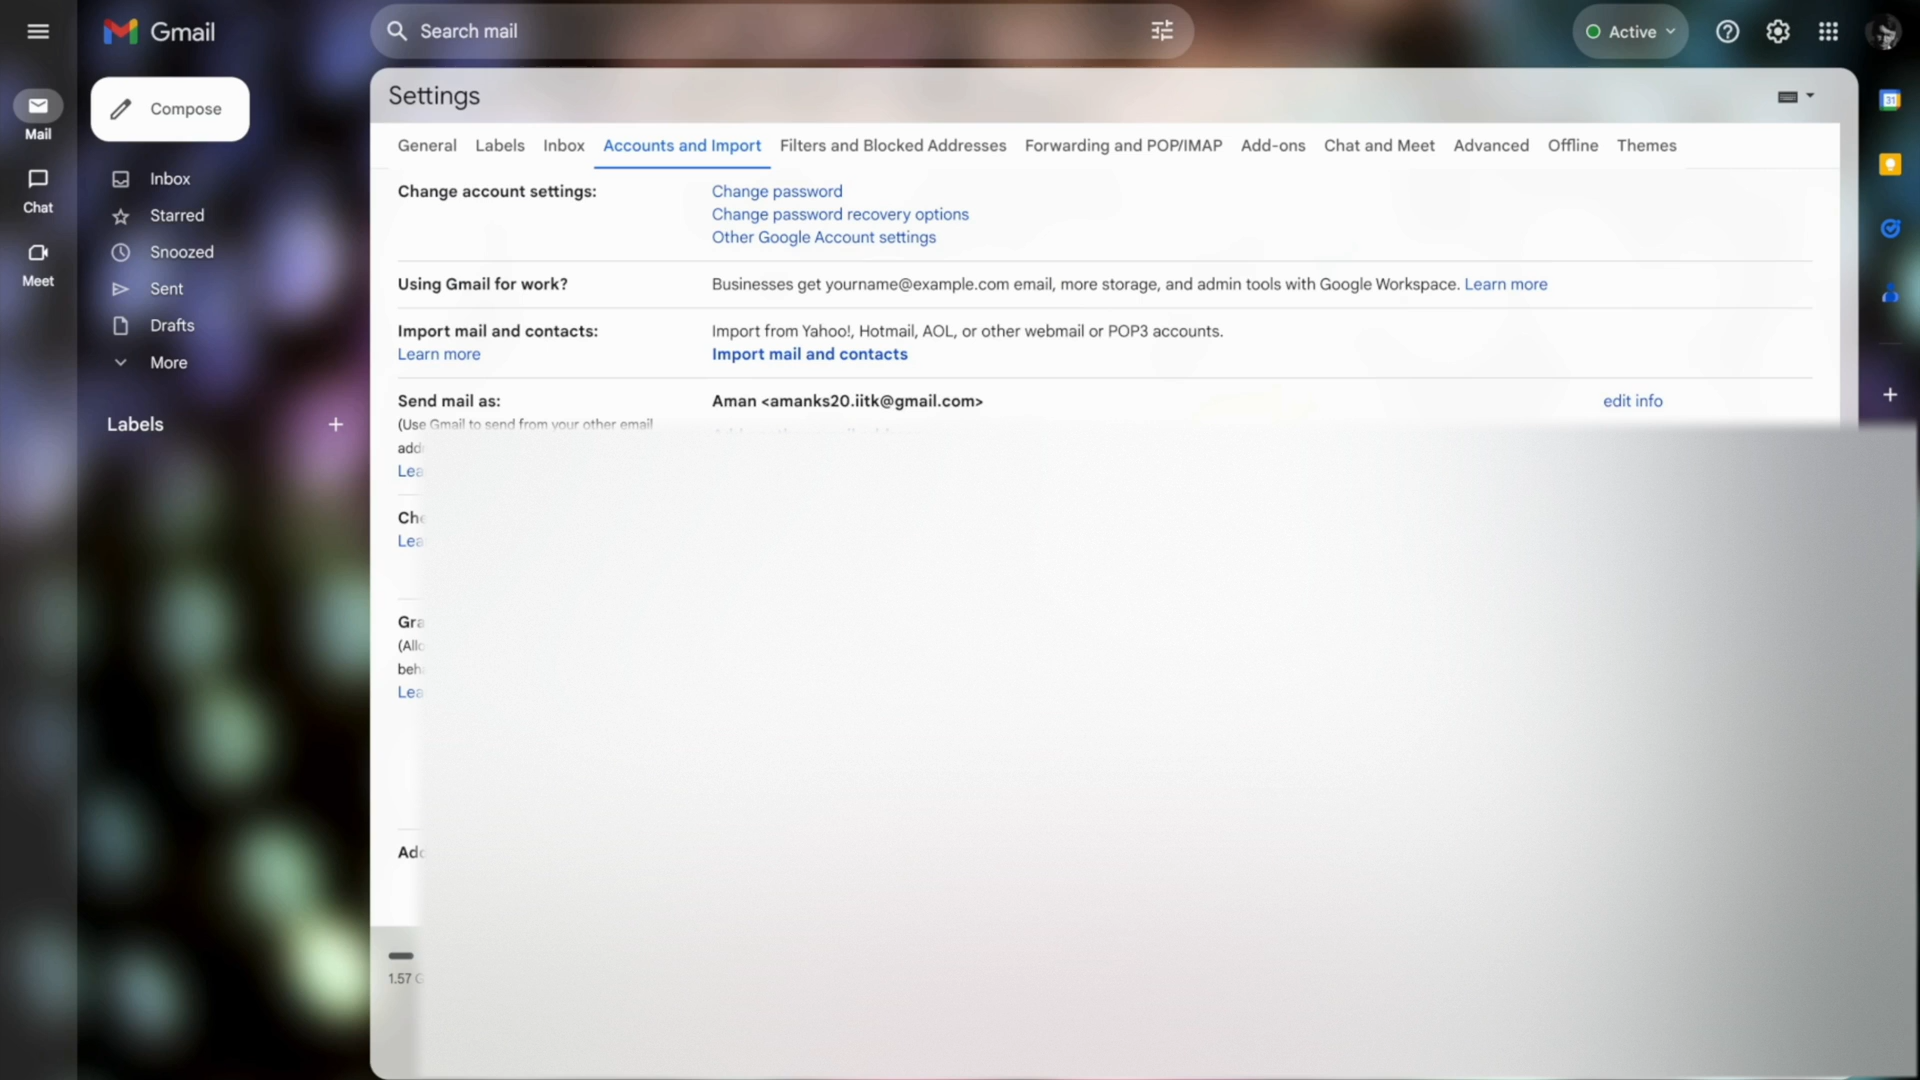 Gmail
Search mail
Active
Compose
Mail
Chat
Meet
Inbox
Starred
Snoozed
Sent
Drafts
More
Labels
Settings
General Labels Inbox Accounts and Import Filters and Blocked Addresses Forwarding and POP/IMAP Add-ons Chat and Meet Advanced Offline Themes
Change account settings:
Change password
Change password recovery options
Other Google Account settings
Using Gmail for work?
Businesses get yourname@example.com email, more storage, and admin tools with Google Workspace. Learn more
Import mail and contacts:
Learn more
Import from Yahoo!, Hotmail, AOL, or other webmail or POP3 accounts.
Import mail and contacts
Send mail as:
(Use Gmail to send from your other email
Aman <amanks20.iitk@gmail.com>
edit info
1.57
31